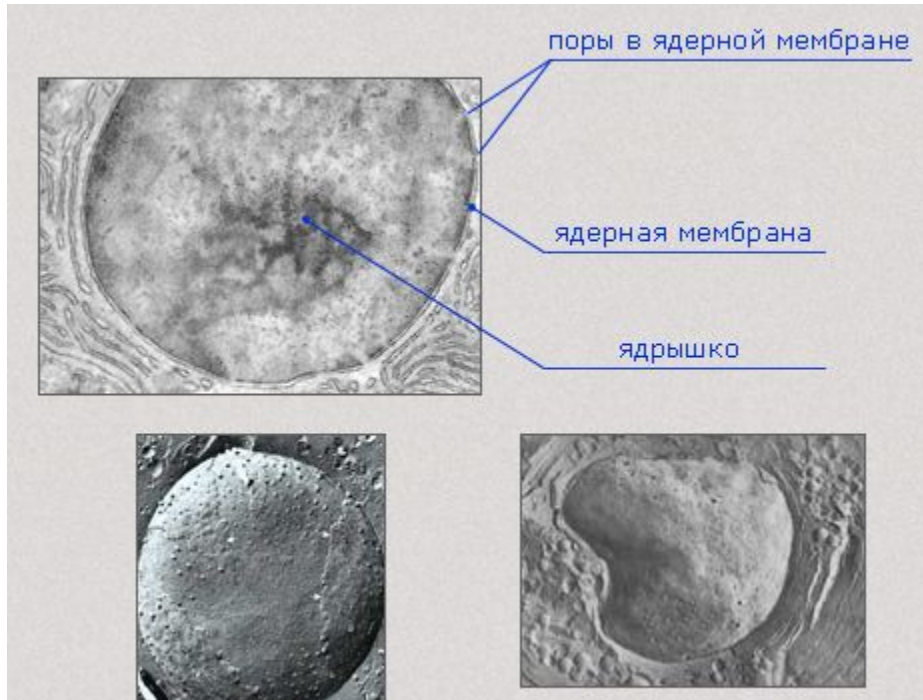 поры в ядерной мембране
ядерная мембрана
ядрышко